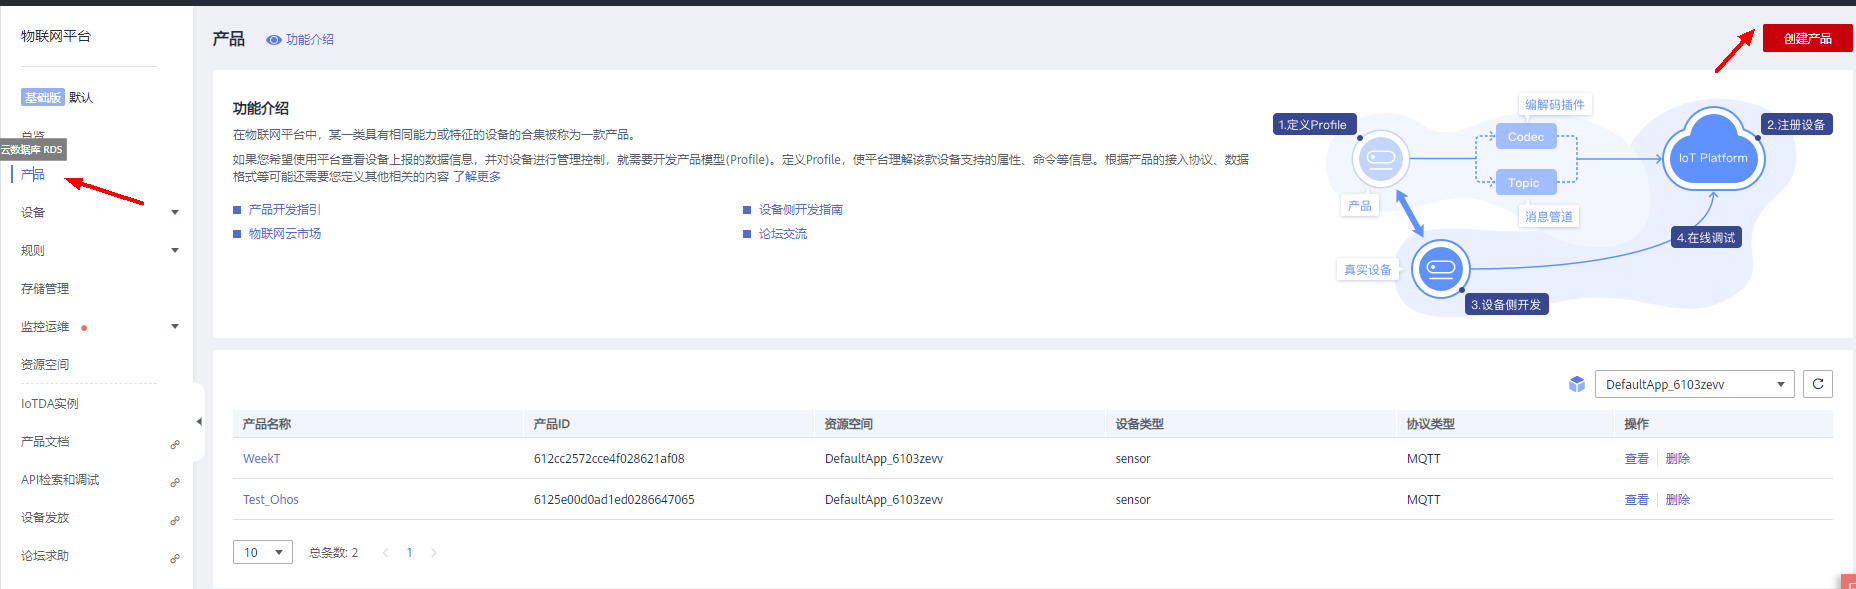 物联网平台
基础版 默认
总览
云数据库 RDS
产品
设备
规则
存储管理
监控运维
资源空间
IoTDA实例
产品文档
API检索和调试
设备发放
论坛求助
产品 功能介绍
创建产品
功能介绍
在物联网平台中，某一类具有相同能力或特征的设备的合集被称为一款产品。
如果您希望使用平台查看设备上报的数据信息，并对设备进行管理控制，就需要开发产品模型(Profile)。定义Profile，使平台理解该款设备支持的属性、命令等信息。根据产品的接入协议、数据
格式等可能还需要您定义其他相关的内容 了解更多
产品开发指引 设备侧开发指南
物联网云市场 论坛交流
编解码插件
1.定义Profile
Codec
2.注册设备
IoT Platform
Topic
产品
消息管道
4.在线调试
真实设备
3.设备侧开发
DefaultApp_6103zevv
产品名称 产品ID 资源空间 设备类型 协议类型 操作
WeekT 612cc2572cce4f028621af08 DefaultApp_6103zevv sensor MQTT 查看 删除
Test_Ohos 6125e00d0ad1ed0286647065 DefaultApp_6103zevv sensor MQTT 查看 删除
10 总条数: 2 1